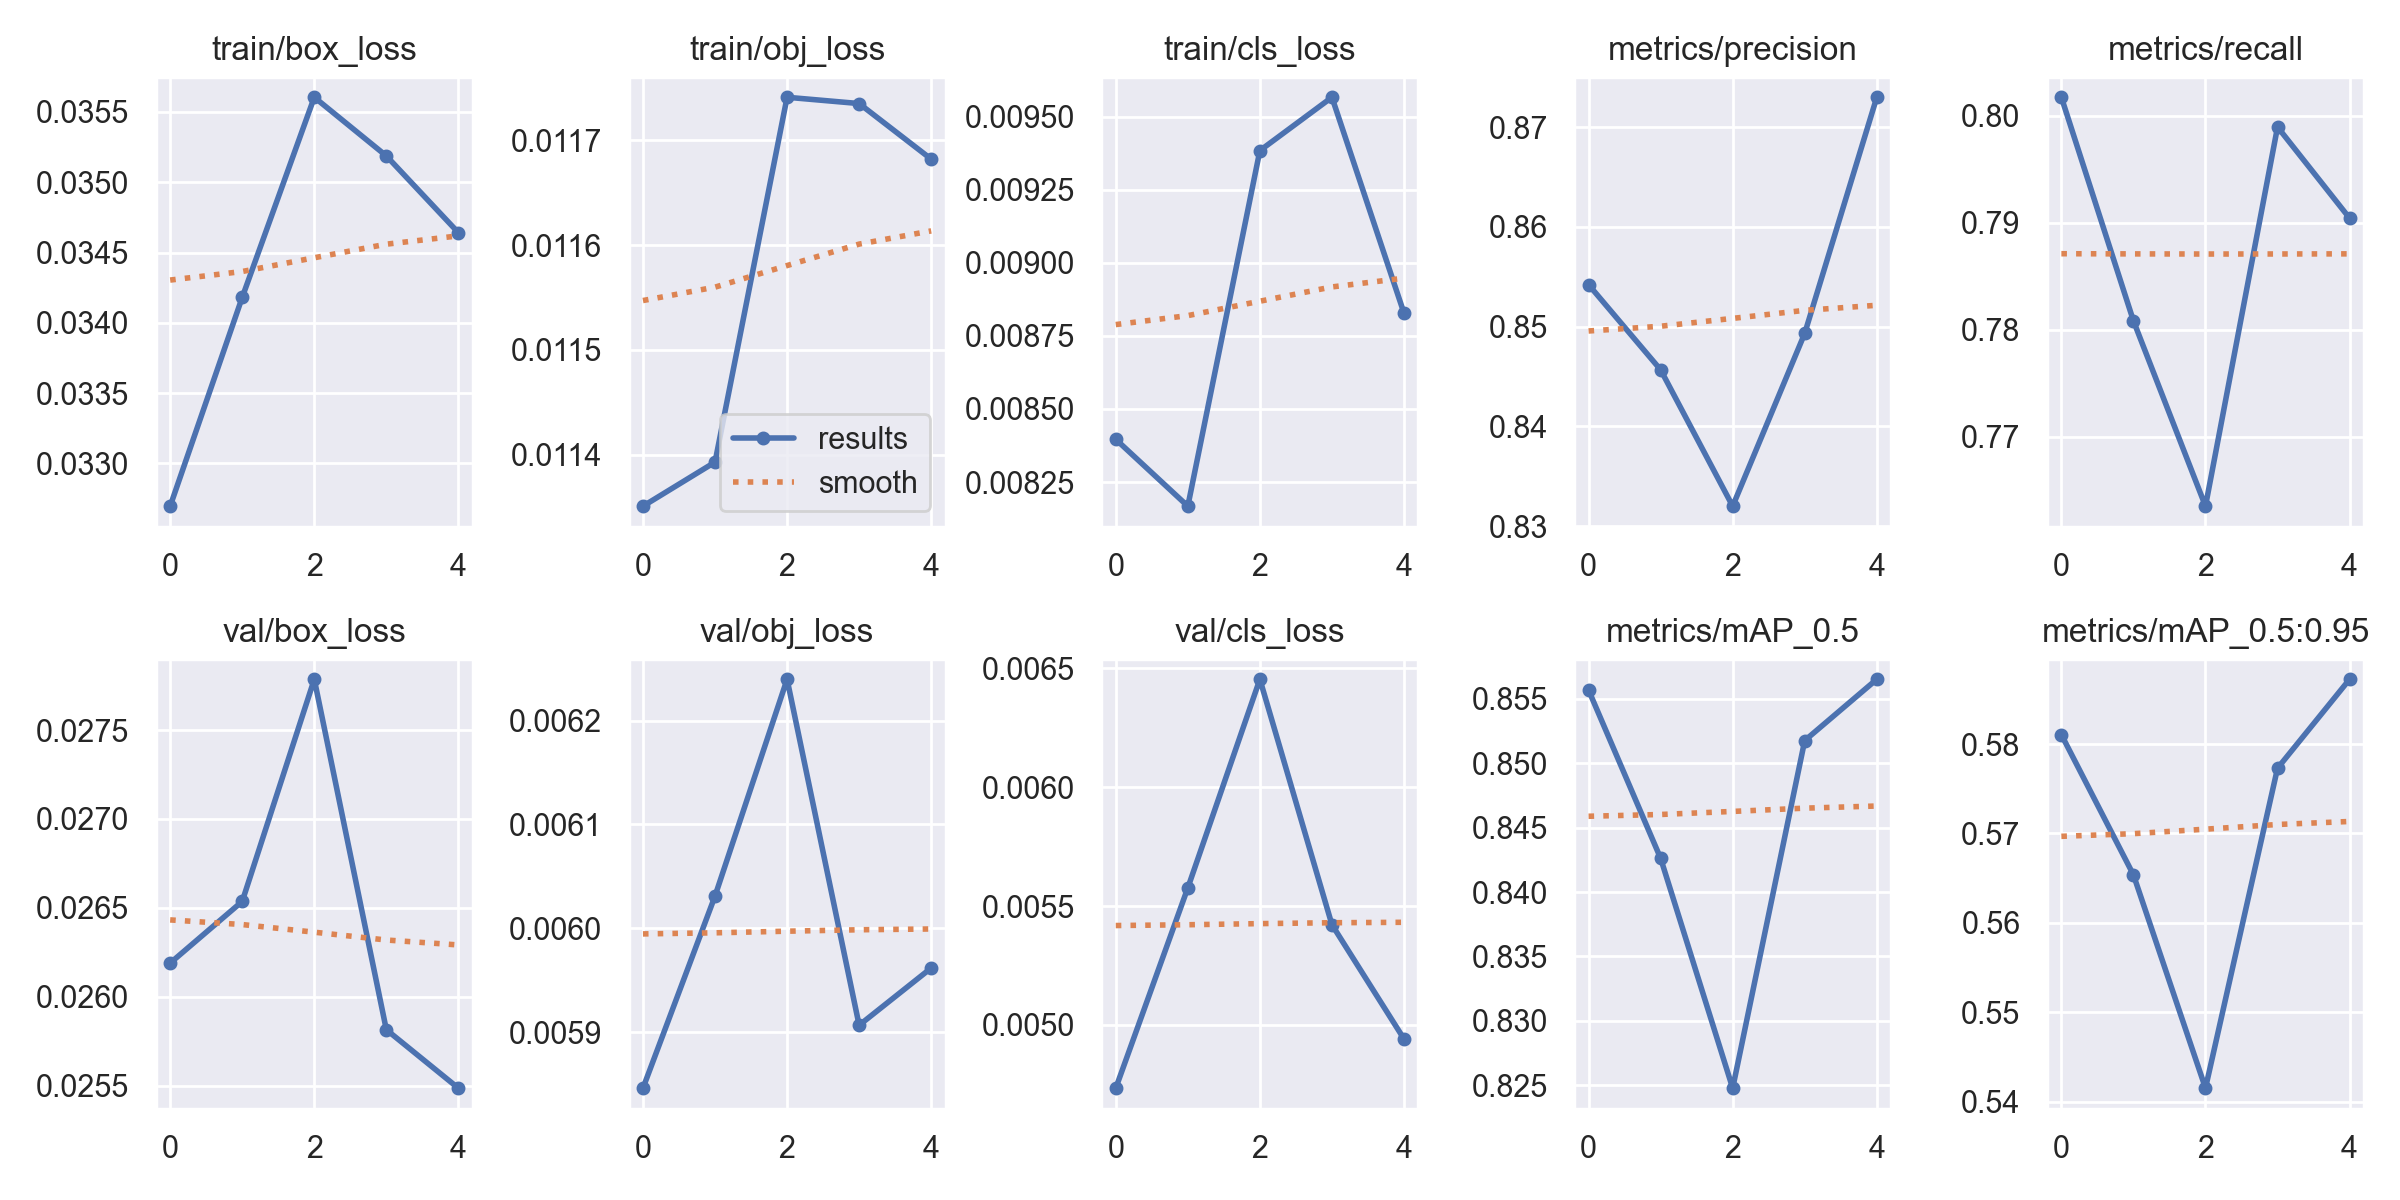 train/box_loss
0.0355
0.0350
0.0345
0.0340
0.0335
0.0330
0 2 4
train/obj_loss
0.0117
0.0116
0.0115
0.0114
results
smooth
0 2 4
train/cls_loss
0.00950
0.00925
0.00900
0.00875
0.00850
0.00825
0 2 4
metrics/precision
0.87
0.86
0.85
0.84
0.83
0 2 4
metrics/recall
0.80
0.79
0.78
0.77
0 2 4
val/box_loss
0.0275
0.0270
0.0265
0.0260
0.0255
0 2 4
val/obj_loss
0.0062
0.0061
0.0060
0.0059
0 2 4
val/cls_loss
0.0065
0.0060
0.0055
0.0050
0 2 4
metrics/mAP_0.5
0.855
0.850
0.845
0.840
0.835
0.830
0.825
0 2 4
metrics/mAP_0.5:0.95
0.58
0.57
0.56
0.55
0.54
0 2 4